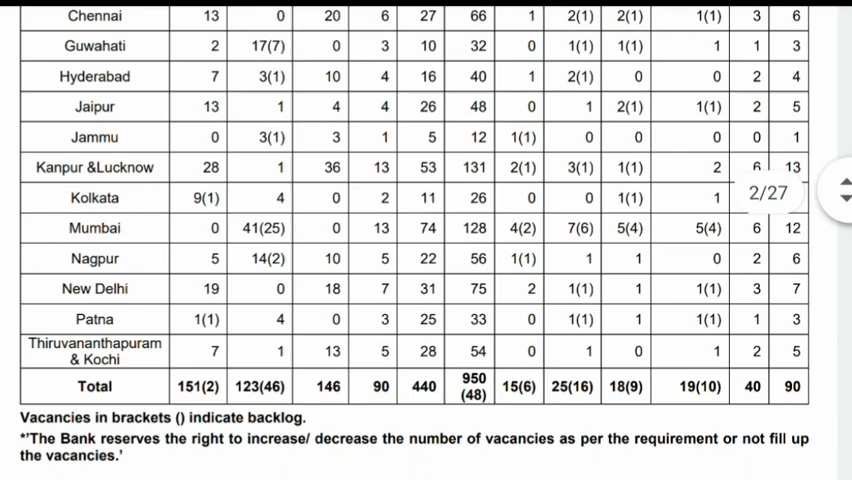 Chennai 13 0 20 6 27 66 1 2(1) 2(1) 1(1) 3 6
Guwahati 2 17(7) 0 3 10 32 0 1(1) 1(1) 1 1 3
Hyderabad 7 3(1) 10 4 16 40 1 2(1) 0 0 2 4
Jaipur 13 1 4 4 26 48 0 1 2(1) 1(1) 2 5
Jammu 0 3(1) 3 1 5 12 1(1) 0 0 0 0 1
Kanpur &Lucknow 28 1 36 13 53 131 2(1) 3(1) 1(1) 2 6 13
Kolkata 9(1) 4 0 2 11 26 0 0 1(1) 1
2/27
Mumbai 0 41(25) 0 13 74 128 4(2) 7(6) 5(4) 5(4) 6 12
Nagpur 5 14(2) 10 5 22 56 1(1) 1 1 0 2 6
New Delhi 19 0 18 7 31 75 2 1(1) 1 1(1) 3 7
Patna 1(1) 4 0 3 25 33 0 1(1) 1 1(1) 1 3
Thiruvananthapuram
& Kochi 7 1 13 5 28 54 0 1 0 1 2 5
Total 151(2) 123(46) 146 90 440 950
(48) 15(6) 25(16) 18(9) 19(10) 40 90
Vacancies in brackets () indicate backlog.
*'The Bank reserves the right to increase/ decrease the number of vacancies as per the requirement or not fill up
the vacancies.'